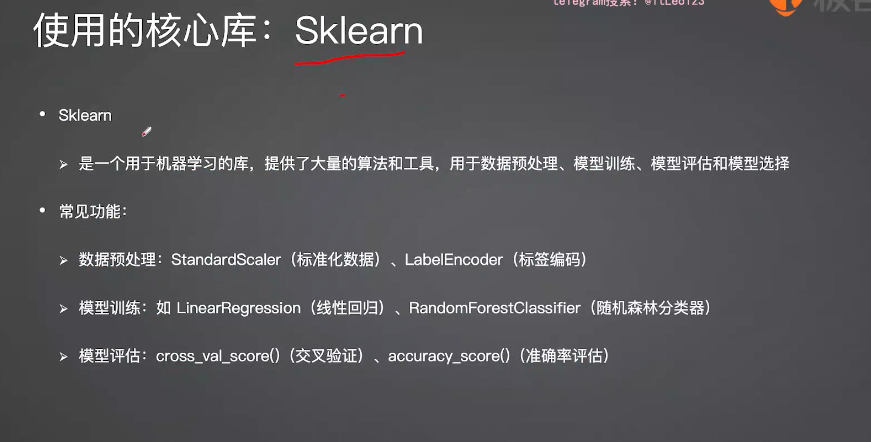 telegram搜索：@itLeo123
使用的核心库：Sklearn
• Sklearn
➢ 是一个用于机器学习的库，提供了大量的算法和工具，用于数据预处理、模型训练、模型评估和模型选择
• 常见功能：
➢ 数据预处理：StandardScaler（标准化数据）、LabelEncoder（标签编码）
➢ 模型训练：如 LinearRegression（线性回归）、RandomForestClassifier（随机森林分类器）
➢ 模型评估：cross_val_score()（交叉验证）、accuracy_score()（准确率评估）